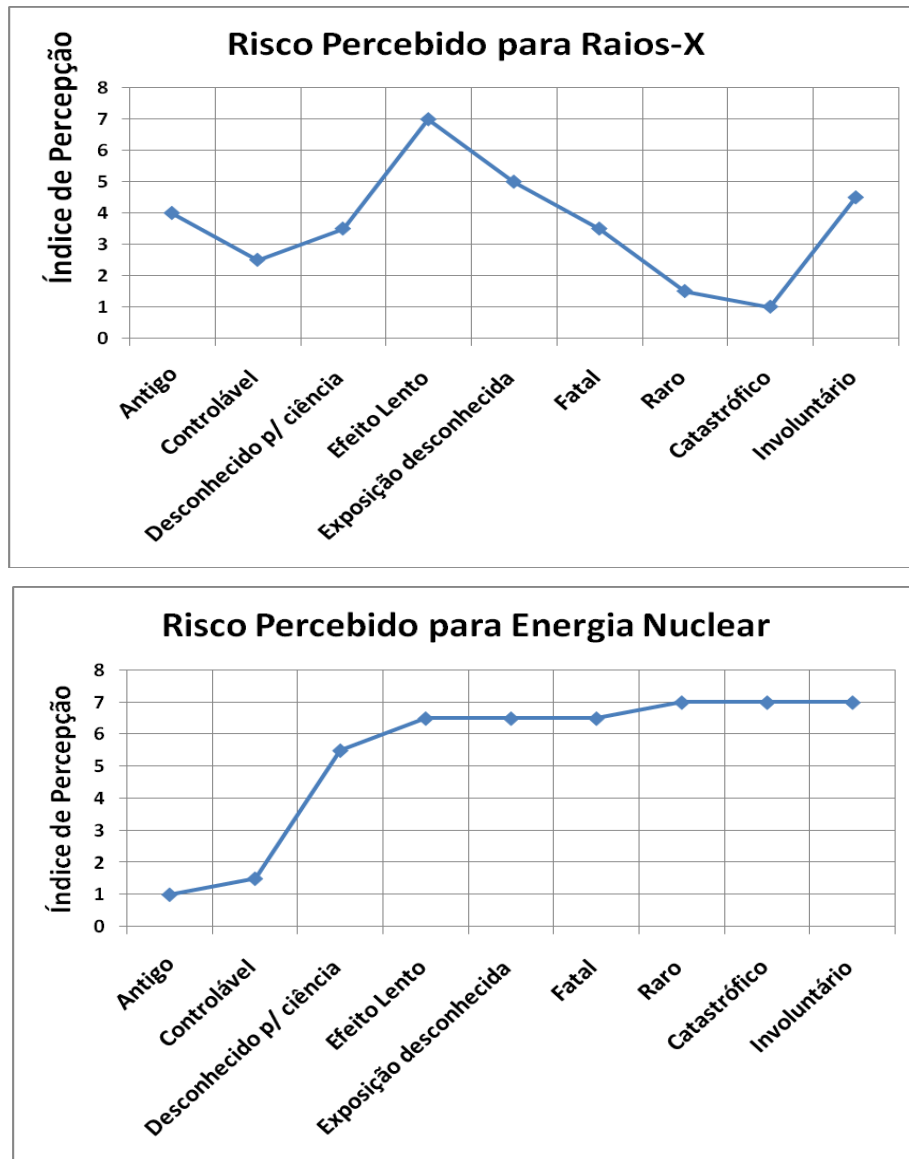 Risco Percebido para Raios-X
Índice de Percepção
8
7
6
5
4
3
2
1
0
Antigo
Controlável
Desconhecido p/ ciência
Efeito Lento
Exposição desconhecida
Fatal
Raro
Catastrófico
Involuntário
Risco Percebido para Energia Nuclear
Índice de Percepção
8
7
6
5
4
3
2
1
0
Antigo
Controlável
Desconhecido p/ ciência
Efeito Lento
Exposição desconhecida
Fatal
Raro
Catastrófico
Involuntário